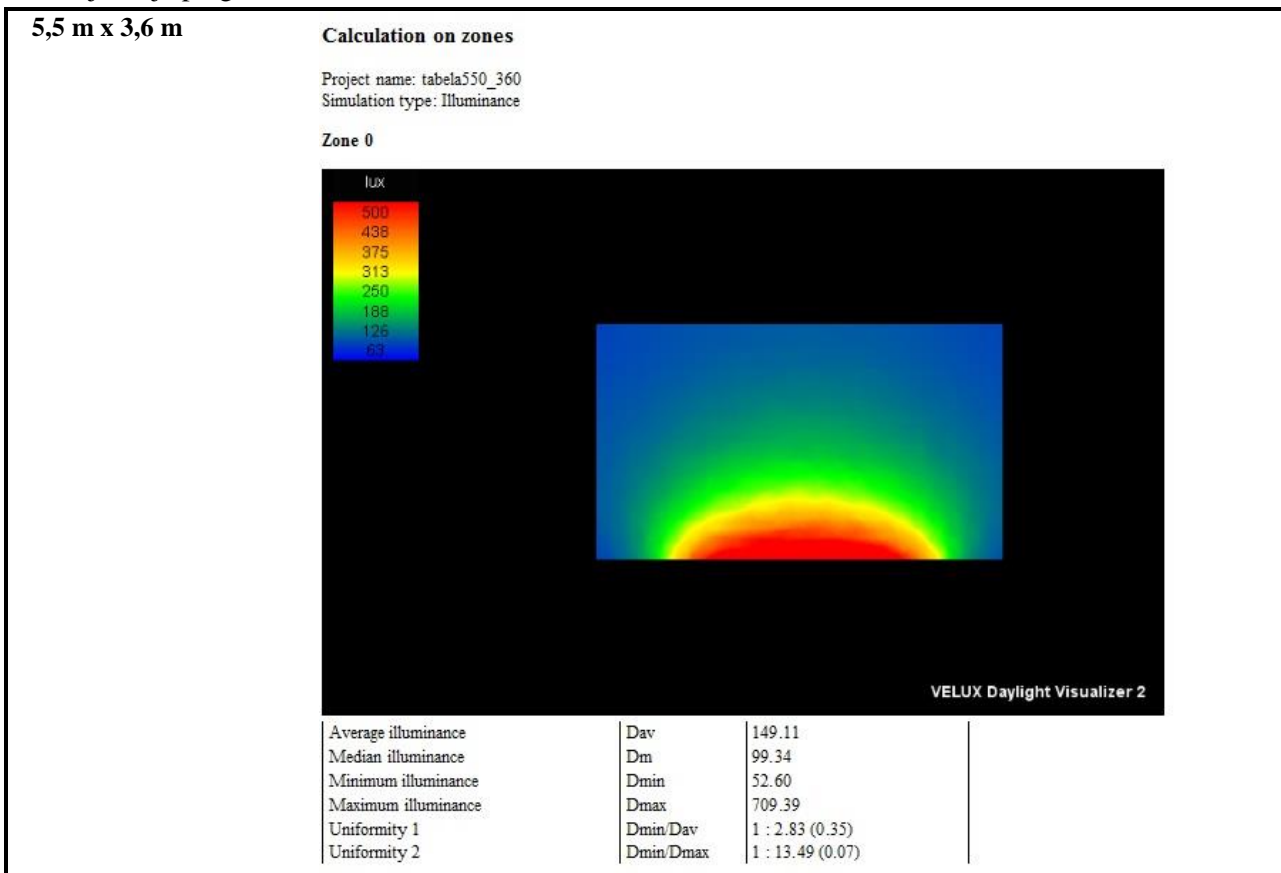 5,5 m x 3,6 m
Calculation on zones
Project name: tabela550_360
Simulation type: Illuminance
Zone 0
lux
500
438
375
313
250
188
126
63
VELUX Daylight Visualizer 2
Average illuminance Dav 149.11
Median illuminance Dm 99.34
Minimum illuminance Dmin 52.60
Maximum illuminance Dmax 709.39
Uniformity 1 Dmin/Dav 1 : 2.83 (0.35)
Uniformity 2 Dmin/Dmax 1 : 13.49 (0.07)